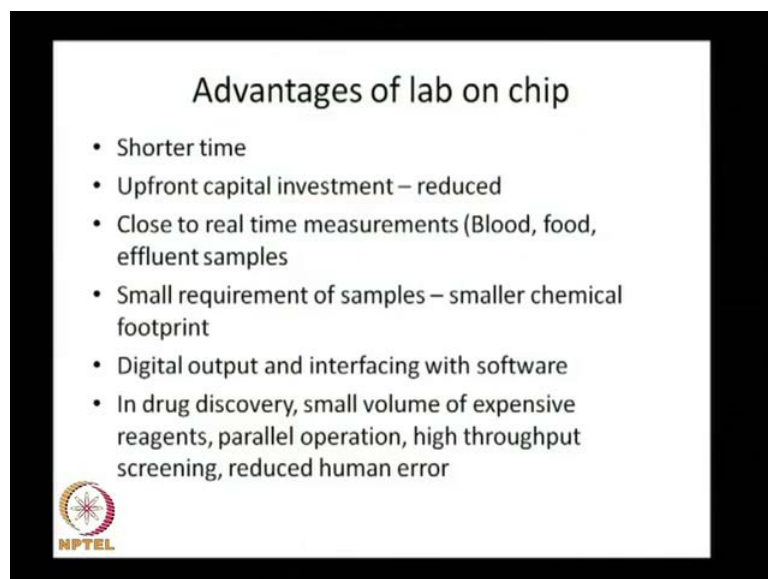 Advantages of lab on chip
• Shorter time
• Upfront capital investment – reduced
• Close to real time measurements (Blood, food,
effluent samples
• Small requirement of samples – smaller chemical
footprint
• Digital output and interfacing with software
• In drug discovery, small volume of expensive
reagents, parallel operation, high throughput
screening, reduced human error
NPTEL